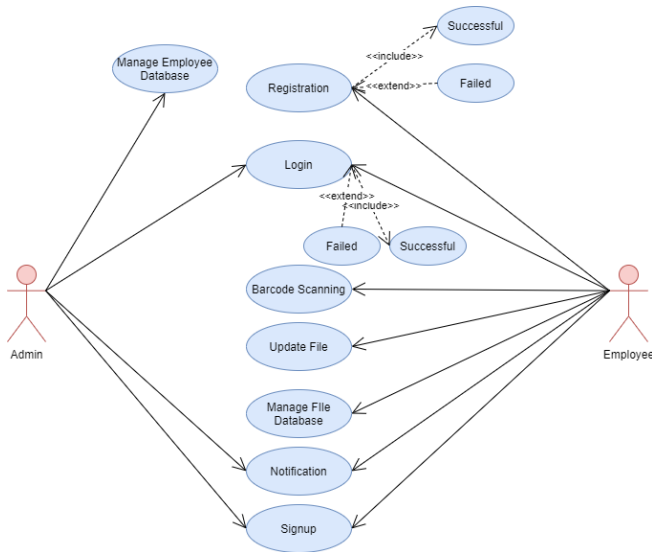 Successful
<<include>>
Manage Employee
Database
Registration
<<extend>>
Failed
Login
<<extend>>
<<include>>
Failed
Successful
Barcode Scanning
Update File
Admin
Employee
Manage FIle
Database
Notification
Signup